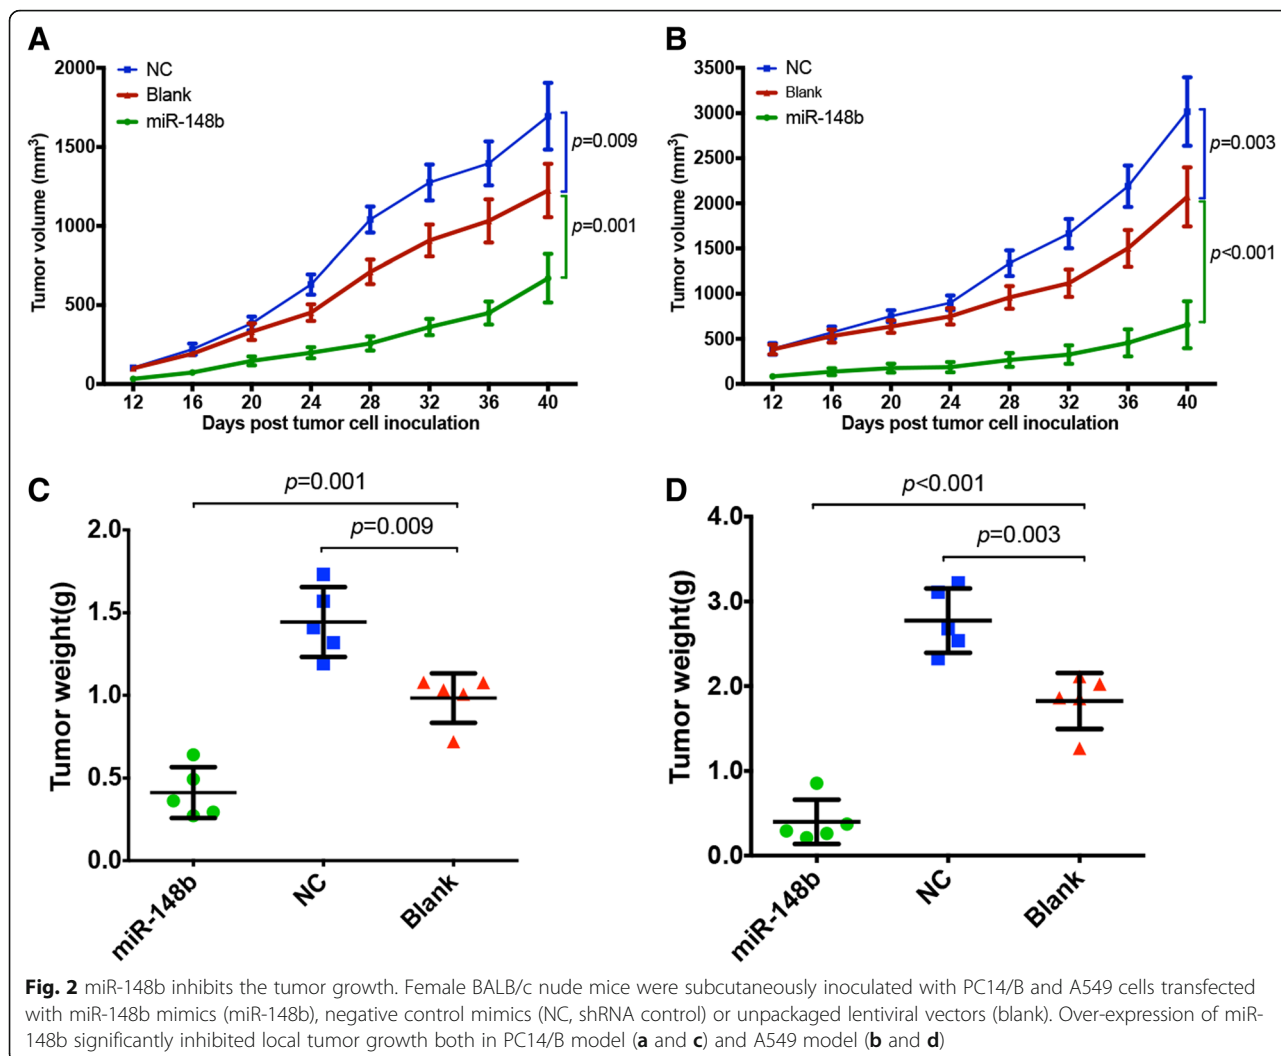 A
NC
Blank
miR-148b
Tumor volume (mm³)
2000
1500
1000
500
0
12 16 20 24 28 32 36 40
Days post tumor cell inoculation
p=0.009
p=0.001
B
NC
Blank
miR-148b
Tumor volume (mm³)
3500
3000
2500
2000
1500
1000
500
0
12 16 20 24 28 32 36 40
Days post tumor cell inoculation
p=0.003
p<0.001
C
p=0.001
p=0.009
Tumor weight(g)
2.0
1.5
1.0
0.5
0.0
miR-148b
NC
Blank
D
p<0.001
p=0.003
Tumor weight(g)
4.0
3.0
2.0
1.0
0.0
miR-148b
NC
Blank
Fig. 2 miR-148b inhibits the tumor growth. Female BALB/c nude mice were subcutaneously inoculated with PC14/B and A549 cells transfected
with miR-148b mimics (miR-148b), negative control mimics (NC, shRNA control) or unpackaged lentiviral vectors (blank). Over-expression of miR-
148b significantly inhibited local tumor growth both in PC14/B model (a and c) and A549 model (b and d)